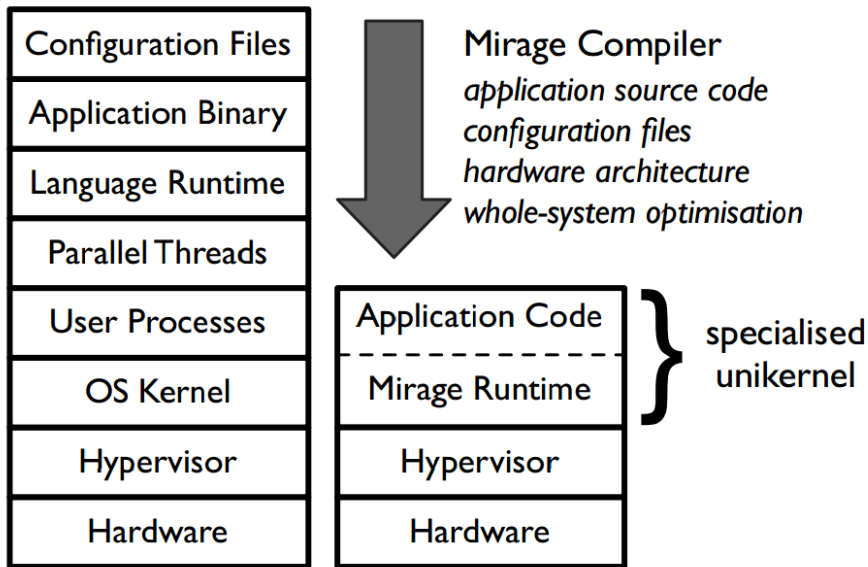 Configuration Files
Application Binary
Language Runtime
Parallel Threads
User Processes
OS Kernel
Hypervisor
Hardware
Mirage Compiler
application source code
configuration files
hardware architecture
whole-system optimisation
Application Code
Mirage Runtime
Hypervisor
Hardware
specialised
unikernel